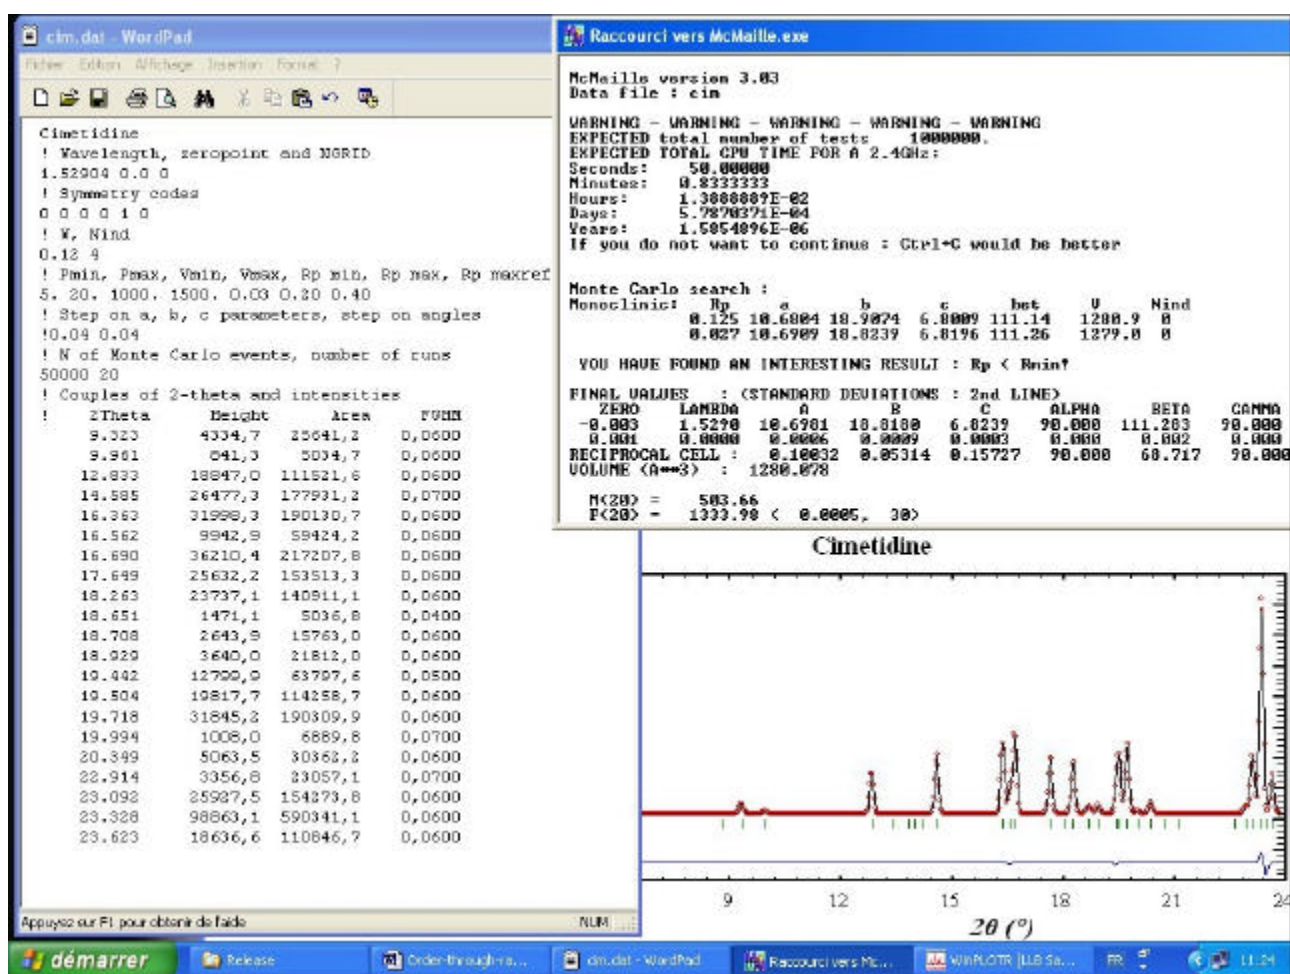 cim.dat - WordPad
Fichier Edition Affichage Insertion Format ?
Cimetidine
! Wavelength, zeropoint and NGRID
1.52904 0.0 0
! Symmetry codes
0 0 0 0 1 0
! W, Nind
0.12 4
! Pmin, Pmax, Vmin, Vmax, Rp min, Rp max, Rp maxref
5. 20. 1000. 1500. 0.03 0.20 0.40
! Step on a, b, c parameters, step on angles
!0.04 0.04
! N of Monte Carlo events, number of runs
50000 20
! Couples of 2-theta and intensities
! 2Theta Height Area FWHM
9.323 4334,7 25641,2 0,0600
9.961 841,3 5034,7 0,0600
12.833 18847,0 111521,6 0,0600
14.585 26477,3 177931,2 0,0700
16.363 31998,3 190130,7 0,0600
16.562 9942,9 59424,2 0,0600
16.690 36210,4 217207,8 0,0600
17.649 25632,2 153513,3 0,0600
18.263 23737,1 140911,1 0,0600
18.651 1471,1 5036,8 0,0400
18.708 2643,9 15763,0 0,0600
18.929 3640,0 21812,0 0,0600
19.442 12799,9 63797,6 0,0500
19.504 19817,7 114258,7 0,0600
19.718 31845,2 190309,9 0,0600
19.994 1008,0 6889,8 0,0700
20.349 5063,5 30362,2 0,0600
22.914 3356,8 23057,1 0,0700
23.092 25927,5 154273,8 0,0600
23.328 98863,1 590341,1 0,0600
23.623 18636,6 110846,7 0,0600
Appuyez sur F1 pour obtenir de l'aide NUM
Raccourci vers McMaille.exe
McMaille version 3.03
Data file : cim
WARNING - WARNING - WARNING - WARNING - WARNING
EXPECTED total number of tests 1000000.
EXPECTED TOTAL CPU TIME FOR A 2.4GHz:
Seconds: 50.00000
Minutes: 0.8333333
Hours: 1.3888889E-02
Days: 5.7870371E-04
Years: 1.5854896E-06
If you do not want to continue : Ctrl+C would be better
Monte Carlo search :
Monoclinic: Rp a b c bet V Nind
0.125 10.6804 18.9074 6.8009 111.14 1280.9 0
0.027 10.6909 18.8239 6.8196 111.26 1279.0 0
YOU HAVE FOUND AN INTERESTING RESULT : Rp < Rmin!
FINAL VALUES : (STANDARD DEVIATIONS : 2nd LINE)
ZERO LAMBDA A B C ALPHA BETA GAMMA
-0.003 1.5290 10.6981 18.8180 6.8239 90.000 111.283 90.000
0.001 0.0000 0.0006 0.0009 0.0003 0.000 0.002 0.000
RECIPROCAL CELL : 0.10032 0.05314 0.15727 90.000 68.717 90.000
VOLUME (A**3) : 1280.078
M(20) = 503.66
F(20) = 1333.98 ( 0.0005, 30)
Cimetidine
9 12 15 18 21 24
2θ (°)
démarrer
Release
Order-through-ra...
cim.dat - WordPad
Raccourci vers Mc...
WinPLOTR [LLB Sa...
FR
11:24